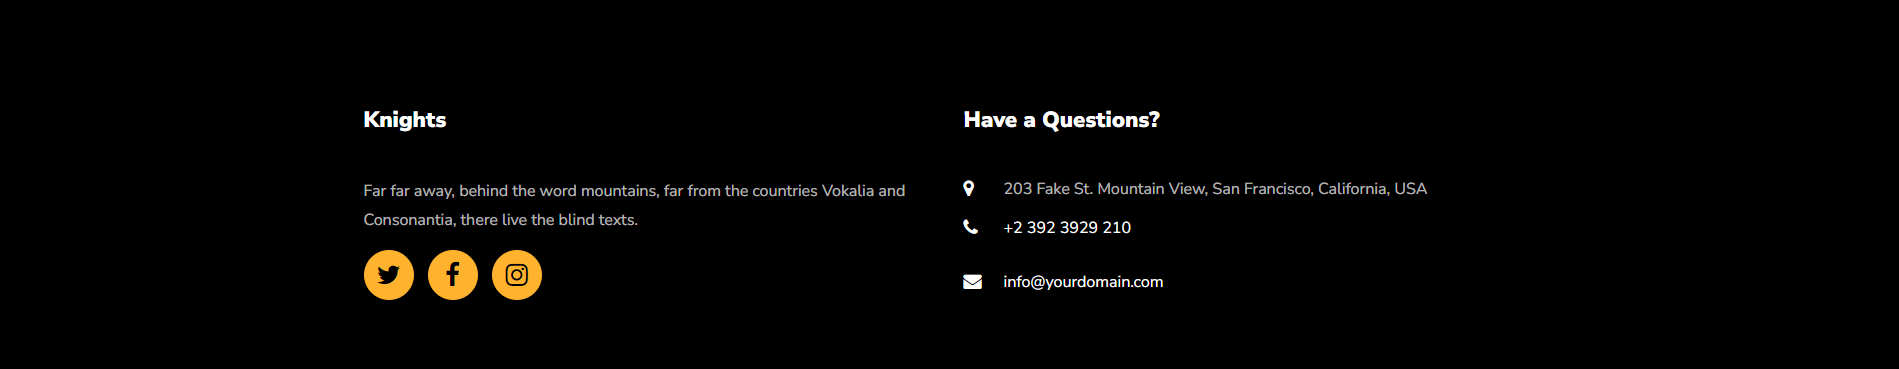 Knights
Far far away, behind the word mountains, far from the countries Vokalia and
Consonantia, there live the blind texts.
Have a Questions?
203 Fake St. Mountain View, San Francisco, California, USA
+2 392 3929 210
info@yourdomain.com